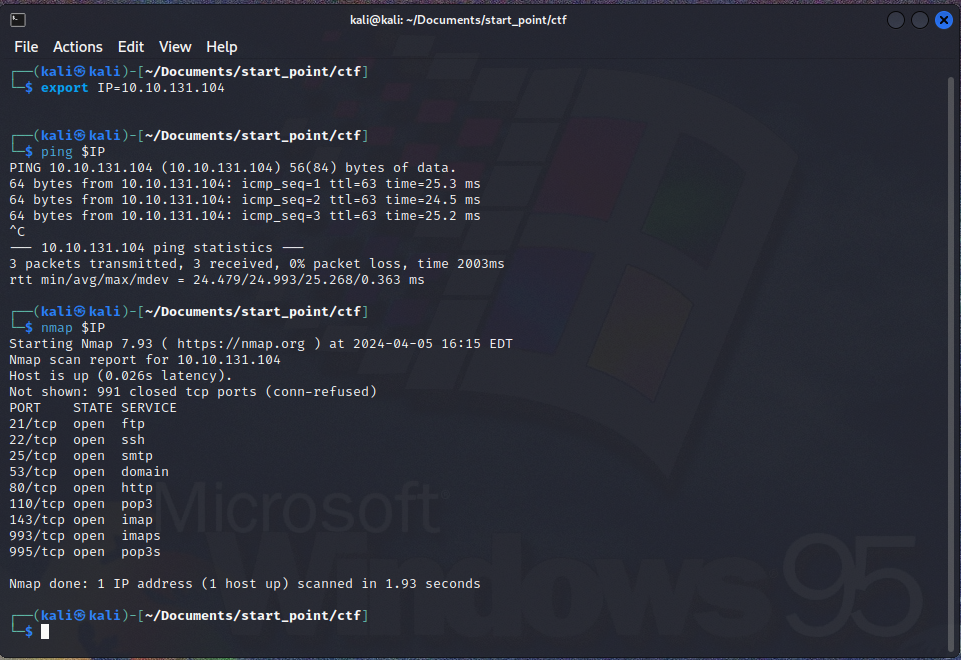 kali@kali: ~/Documents/start_point/ctf
File Actions Edit View Help
┌──(kali㉿kali)-[~/Documents/start_point/ctf]
└─$ export IP=10.10.131.104
┌──(kali㉿kali)-[~/Documents/start_point/ctf]
└─$ ping $IP
PING 10.10.131.104 (10.10.131.104) 56(84) bytes of data.
64 bytes from 10.10.131.104: icmp_seq=1 ttl=63 time=25.3 ms
64 bytes from 10.10.131.104: icmp_seq=2 ttl=63 time=24.5 ms
64 bytes from 10.10.131.104: icmp_seq=3 ttl=63 time=25.2 ms
^C
--- 10.10.131.104 ping statistics ---
3 packets transmitted, 3 received, 0% packet loss, time 2003ms
rtt min/avg/max/mdev = 24.479/24.993/25.268/0.363 ms
┌──(kali㉿kali)-[~/Documents/start_point/ctf]
└─$ nmap $IP
Starting Nmap 7.93 ( https://nmap.org ) at 2024-04-05 16:15 EDT
Nmap scan report for 10.10.131.104
Host is up (0.026s latency).
Not shown: 991 closed tcp ports (conn-refused)
PORT    STATE SERVICE
21/tcp  open  ftp
22/tcp  open  ssh
25/tcp  open  smtp
53/tcp  open  domain
80/tcp  open  http
110/tcp open  pop3
143/tcp open  imap
993/tcp open  imaps
995/tcp open  pop3s
Nmap done: 1 IP address (1 host up) scanned in 1.93 seconds
┌──(kali㉿kali)-[~/Documents/start_point/ctf]
└─$
Microsoft
Windows 95